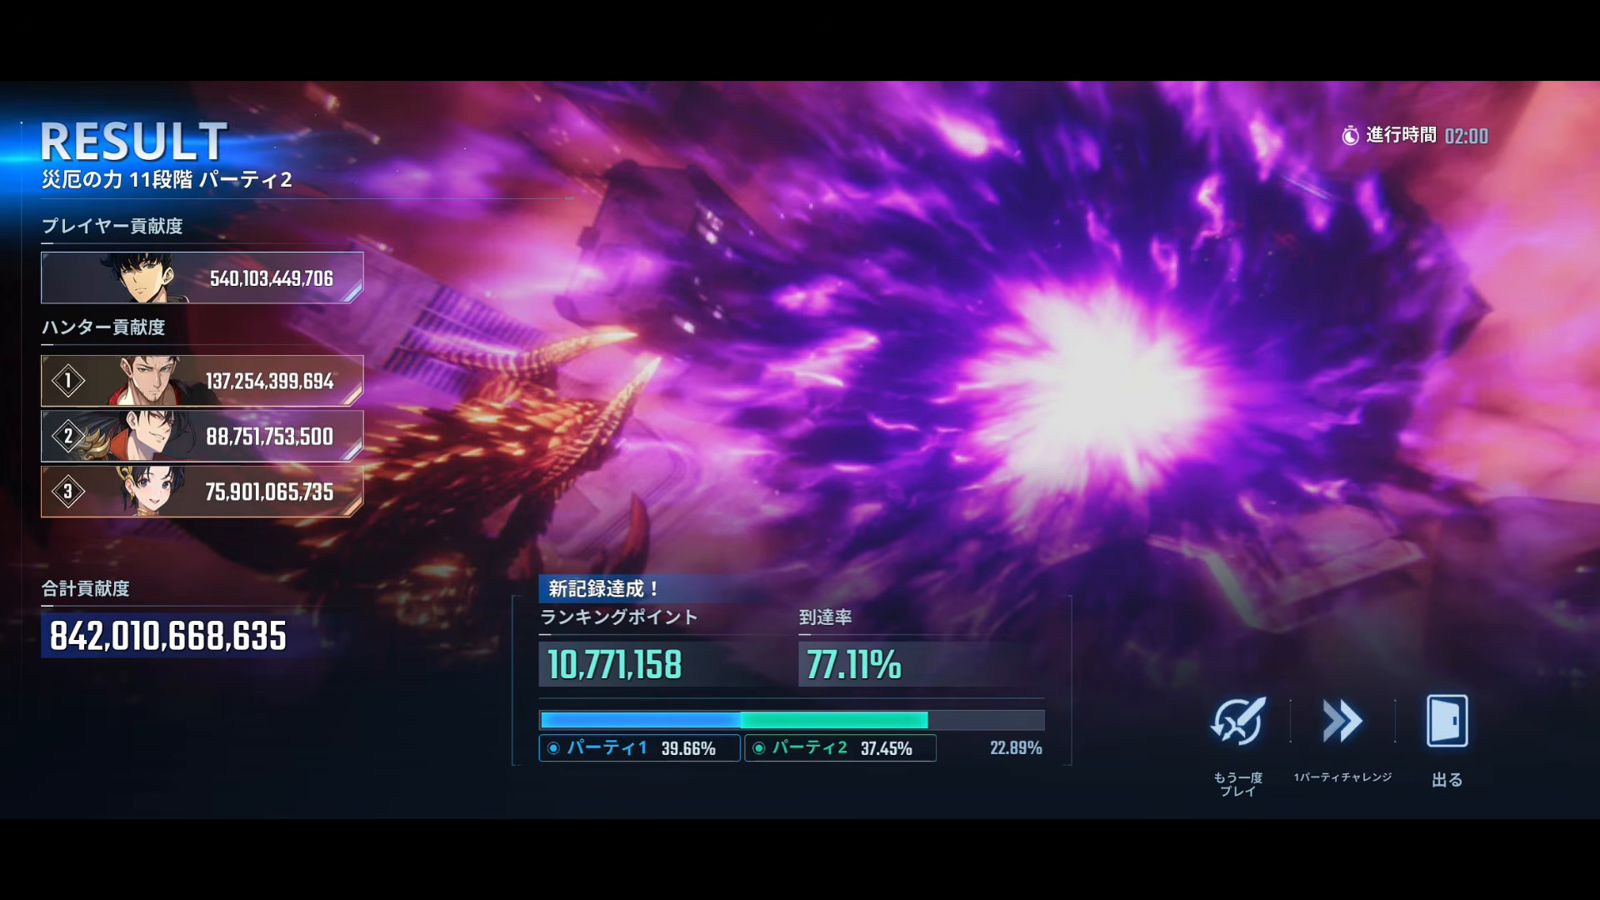 RESULT
災厄の力 11段階 パーティ2
進行時間 02:00
プレイヤー貢献度
540,103,449,706
ハンター貢献度
1 137,254,399,694
2 88,751,753,500
3 75,901,065,735
合計貢献度
842,010,668,635
新記録達成！
ランキングポイント 到達率
10,771,158 77.11%
パーティ1 39.66% パーティ2 37.45% 22.89%
もう一度
プレイ
1パーティチャレンジ
出る